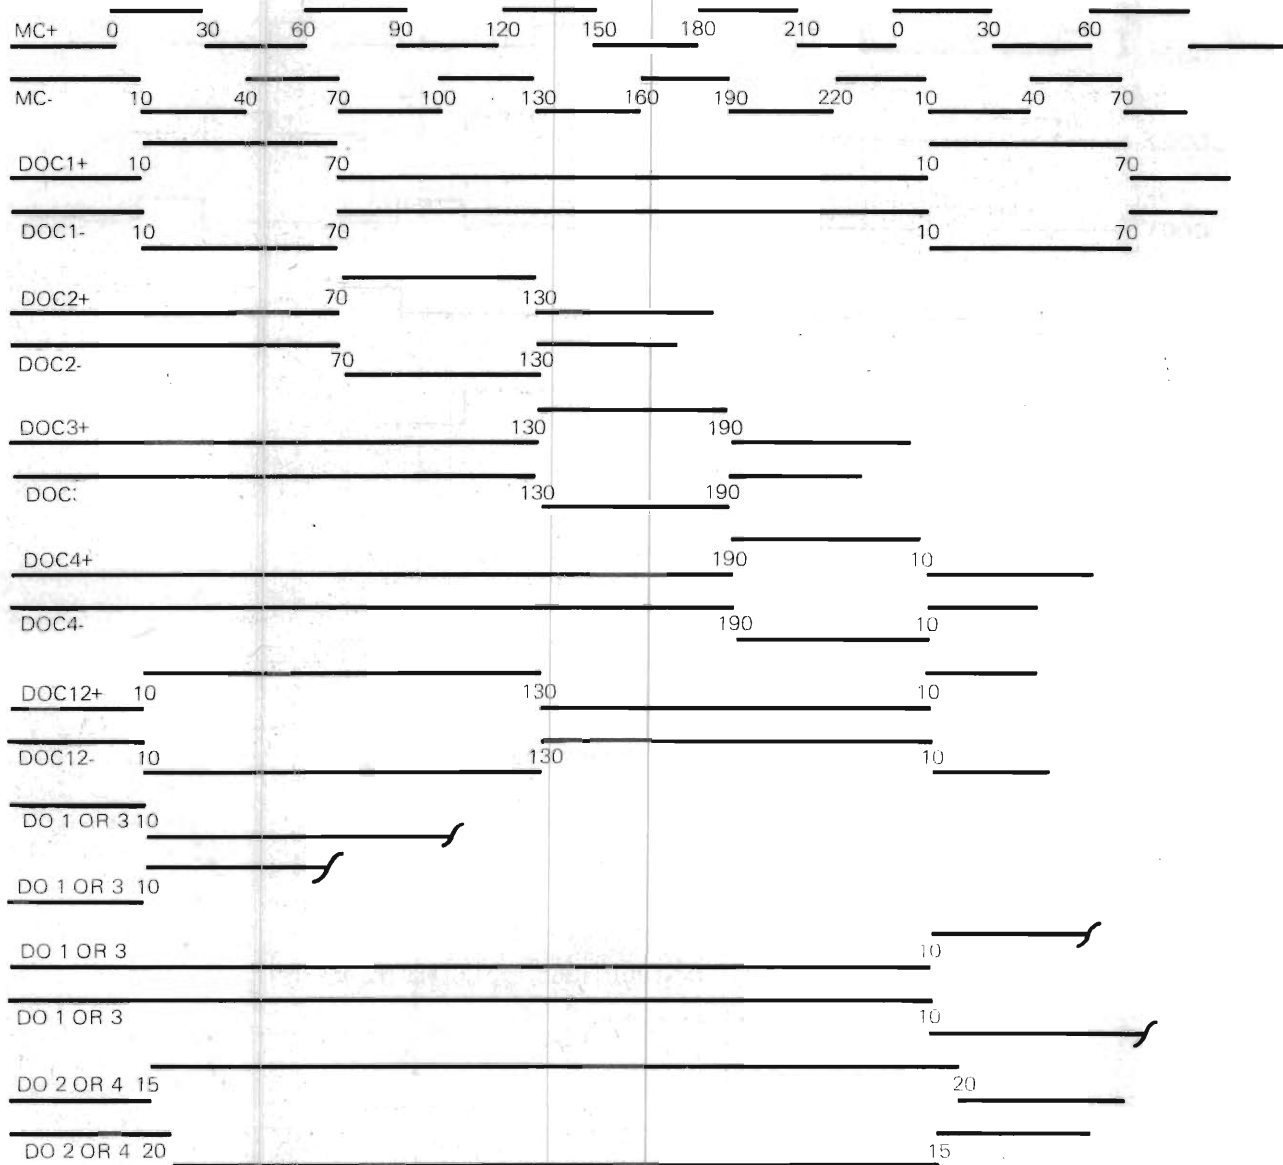 MC+ 0 30 60 90 120 150 180 210 0 30 60
MC- 10 40 70 100 130 160 190 220 10 40 70
DOC1+ 10 70 10 70
DOC1- 10 70 10 70
DOC2+ 70 130
DOC2- 70 130
DOC3+ 130 190
DOC: 130 190
DOC4+ 190 10
DOC4- 190 10
DOC12+ 10 130 10
DOC12- 10 130 10
DO 1 OR 3 10
DO 1 OR 3 10
DO 1 OR 3 10
DO 1 OR 3 10
DO 2 OR 4 15 20
DO 2 OR 4 20 15